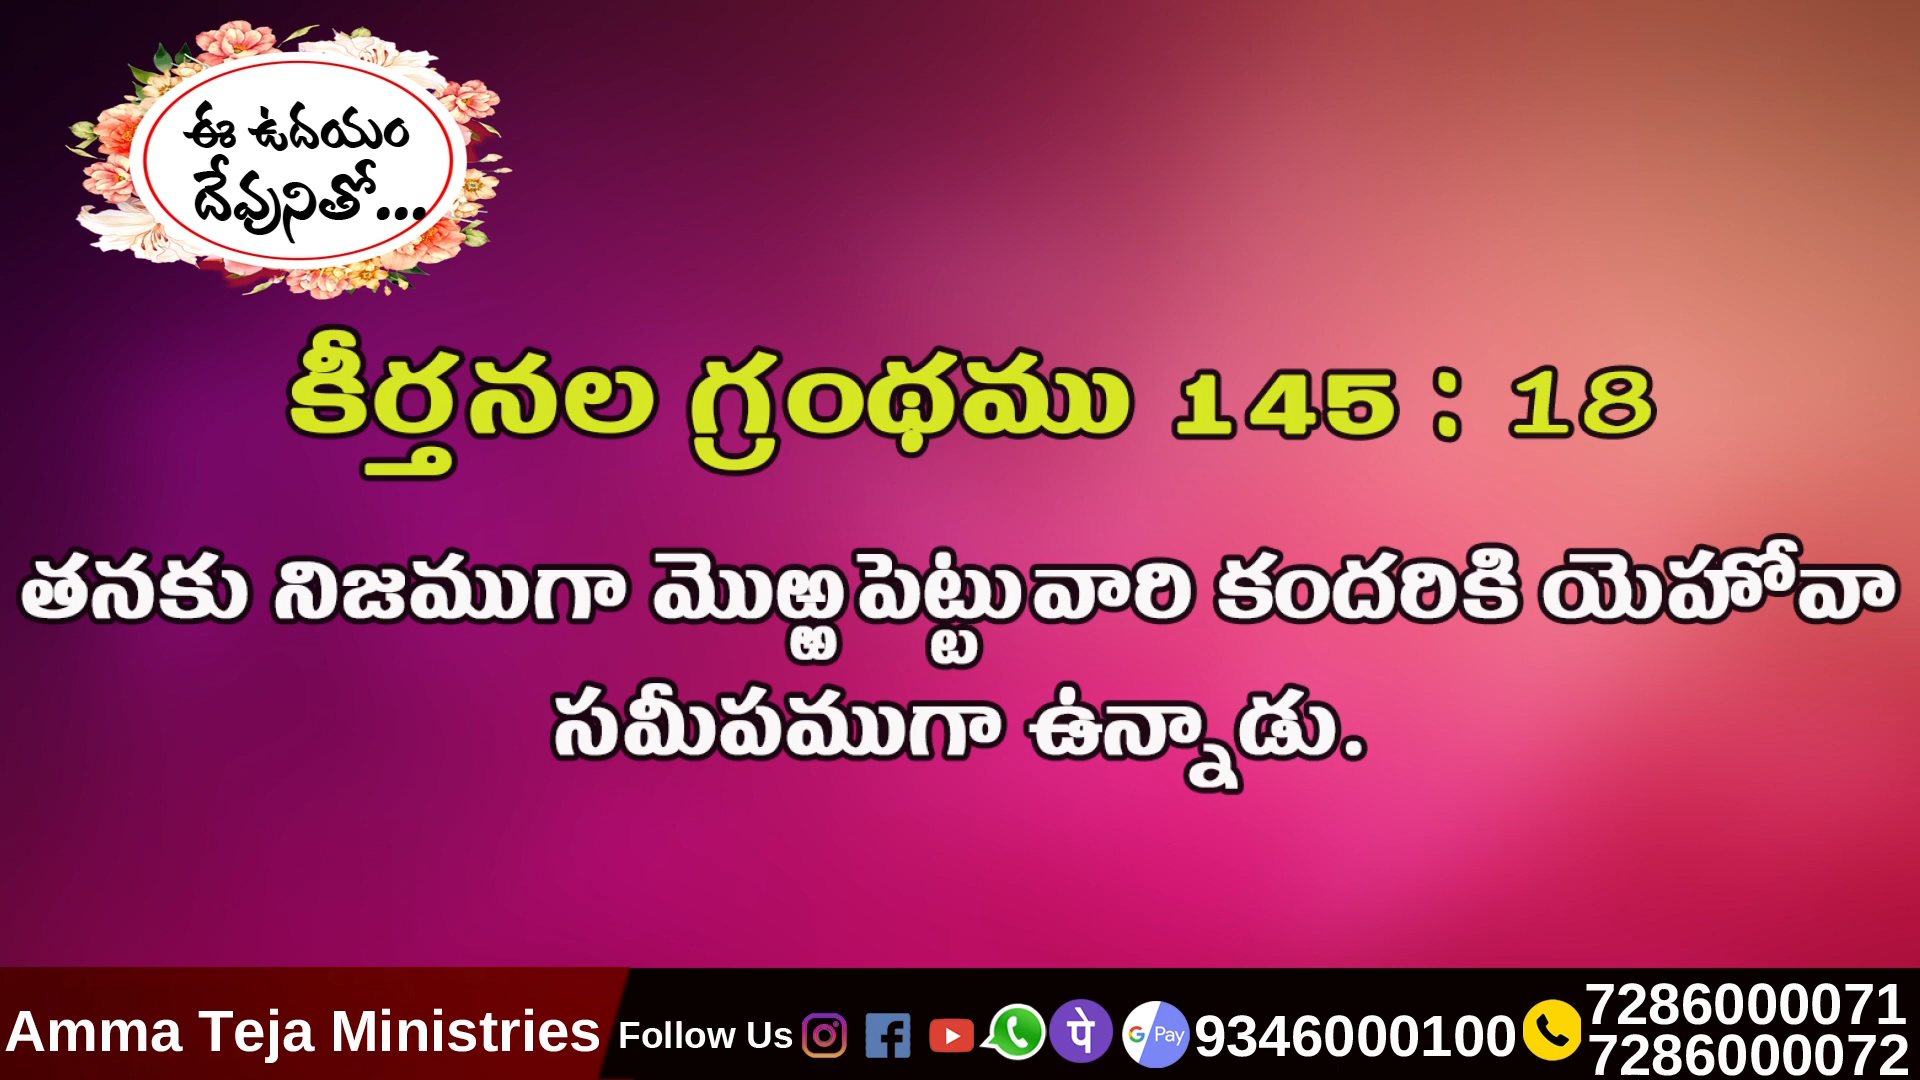 ఈ ఉదయం
దేవునితో...
కీర్తనల గ్రంథము 145 : 18
తనకు నిజముగా మొఱ్ఱపెట్టువారి కందరికి యెహోవా
సమీపముగా ఉన్నాడు.
Amma Teja Ministries
Follow Us
पे
G Pay
9346000100
7286000071
7286000072